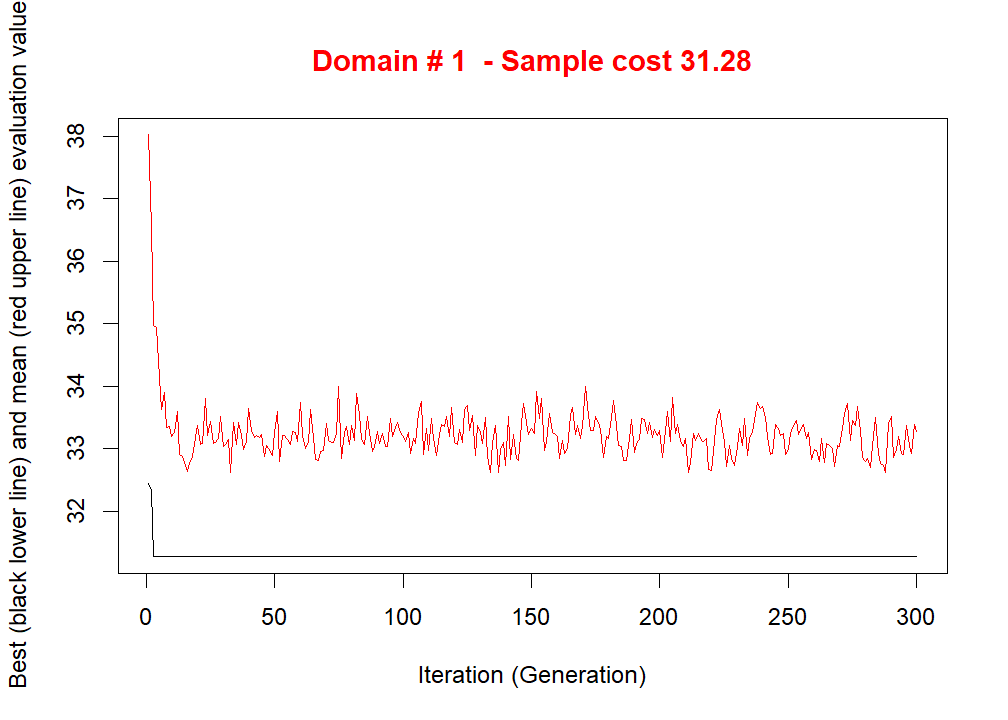 Domain # 1  - Sample cost 31.28
Best (black lower line) and mean (red upper line) evaluation value
38
37
36
35
34
33
32
0 50 100 150 200 250 300
Iteration (Generation)